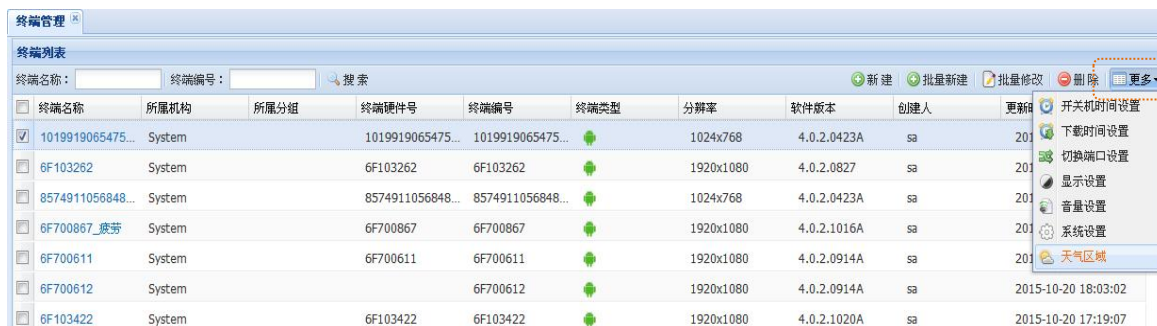 终端管理
终端列表
终端名称： 终端编号： 搜索 新建 批量新建 批量修改 删除 更多
终端名称 所属机构 所属分组 终端硬件号 终端编号 终端类型 分辨率 软件版本 创建人 更新时 开关机时间设置
1019919065475... System 1019919065475... 1019919065475... 1024x768 4.0.2.0423A sa 201 下载时间设置
6F103262 System 6F103262 6F103262 1920x1080 4.0.2.0827 sa 201 切换端口设置
显示设置
8574911056848... System 8574911056848... 8574911056848... 1024x768 4.0.2.0423A sa 201 音量设置
6F700867_疲劳 System 6F700867 6F700867 1920x1080 4.0.2.1016A sa 201 系统设置
6F700611 System 6F700611 6F700611 1920x1080 4.0.2.0914A sa 201 天气区域
6F700612 System 6F700612 1920x1080 4.0.2.0914A sa 2015-10-20 18:03:02
6F103422 System 6F103422 6F103422 1920x1080 4.0.2.1020A sa 2015-10-20 17:19:07